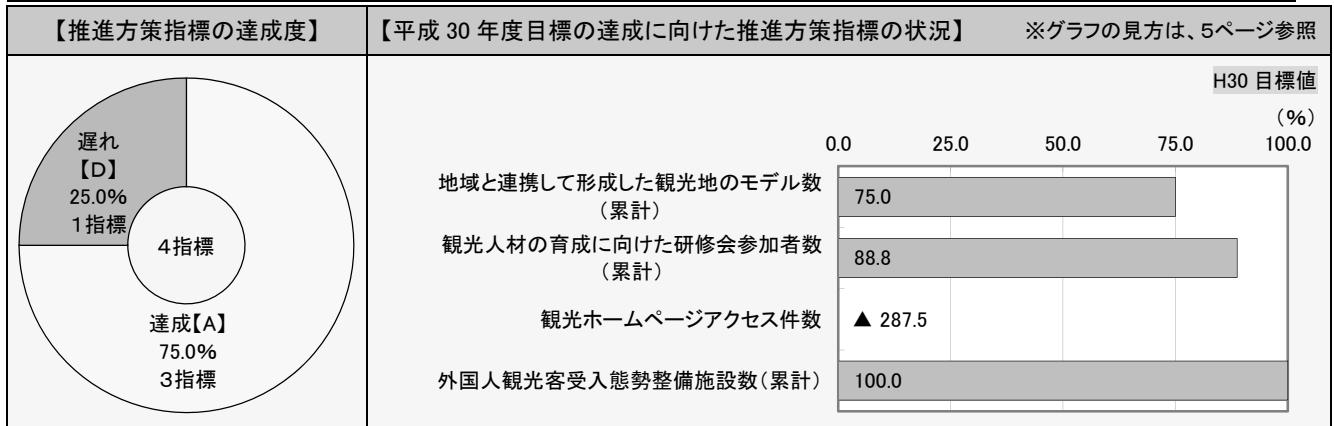 【推進方策指標の達成度】
【平成 30 年度目標の達成に向けた推進方策指標の状況】 ※グラフの見方は、5ページ参照
遅れ
【D】
25.0%
1指標
4指標
達成【A】
75.0%
3指標
H30 目標値
(%)
0.0 25.0 50.0 75.0 100.0
地域と連携して形成した観光地のモデル数
(累計)
75.0
観光人材の育成に向けた研修会参加者数
(累計)
88.8
観光ホームページアクセス件数
▲ 287.5
外国人観光客受入態勢整備施設数(累計)
100.0